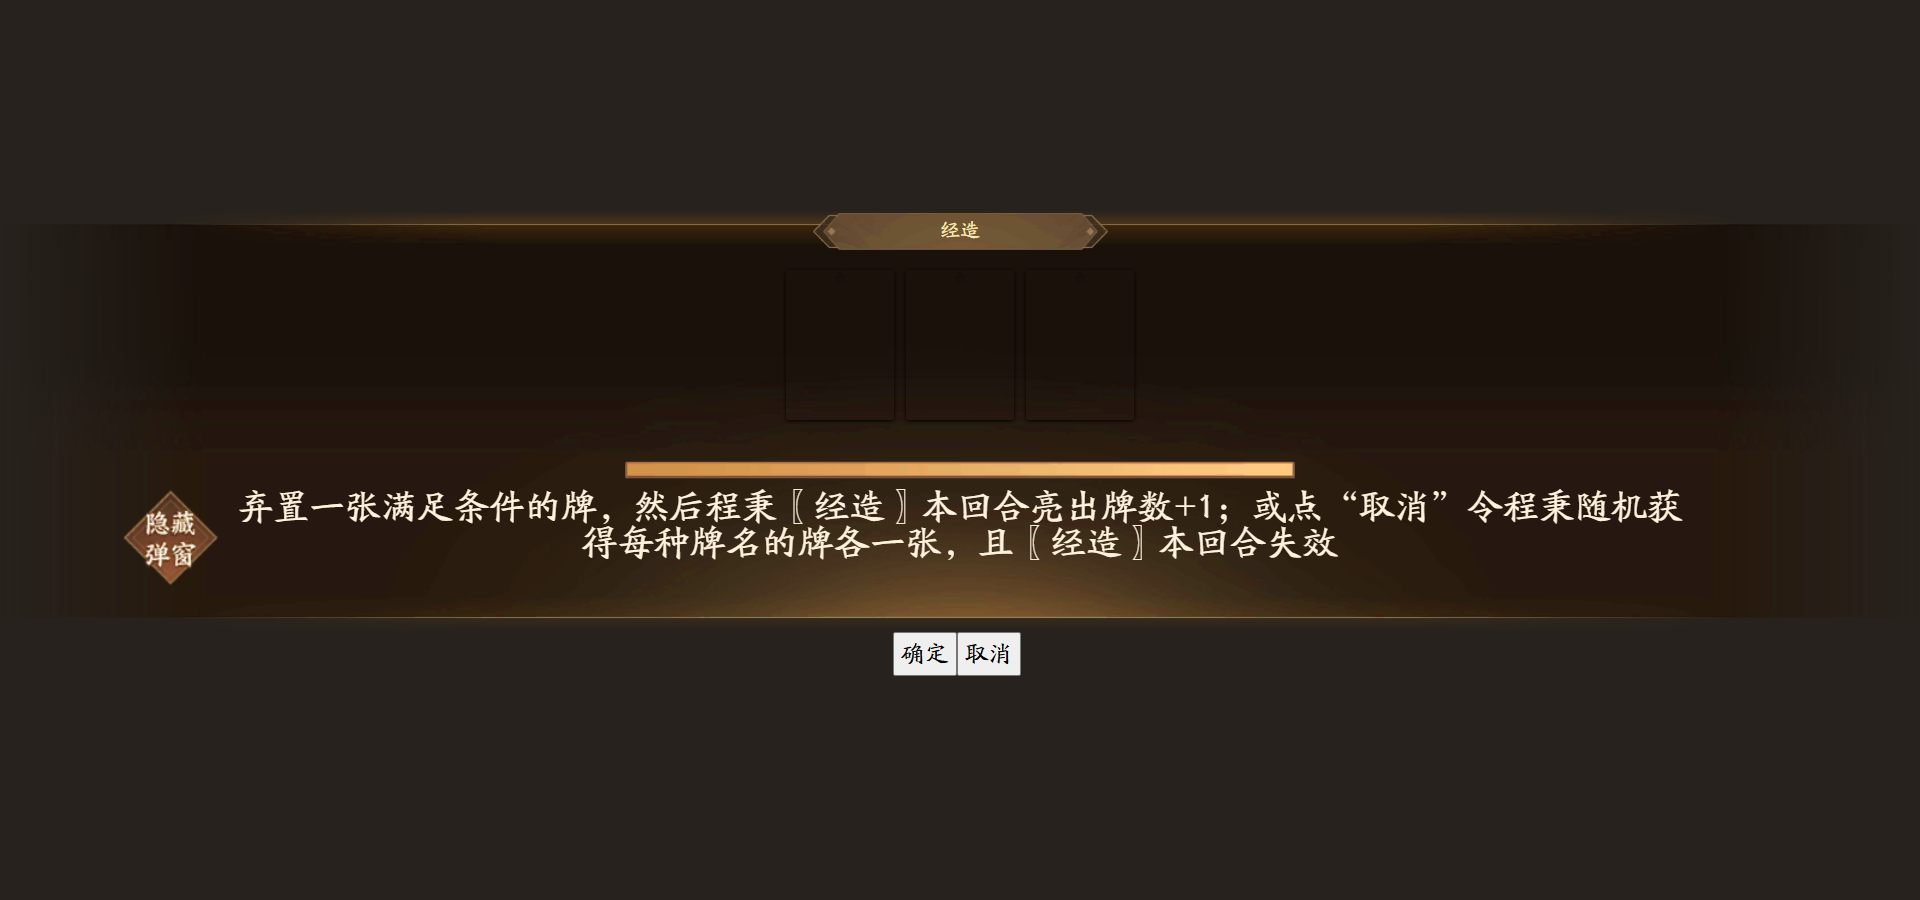 经造
弃置一张满足条件的牌，然后程秉〖经造〗本回合亮出牌数+1；或点“取消”令程秉随机获
得每种牌名的牌各一张，且〖经造〗本回合失效
隐藏
弹窗
确定
取消